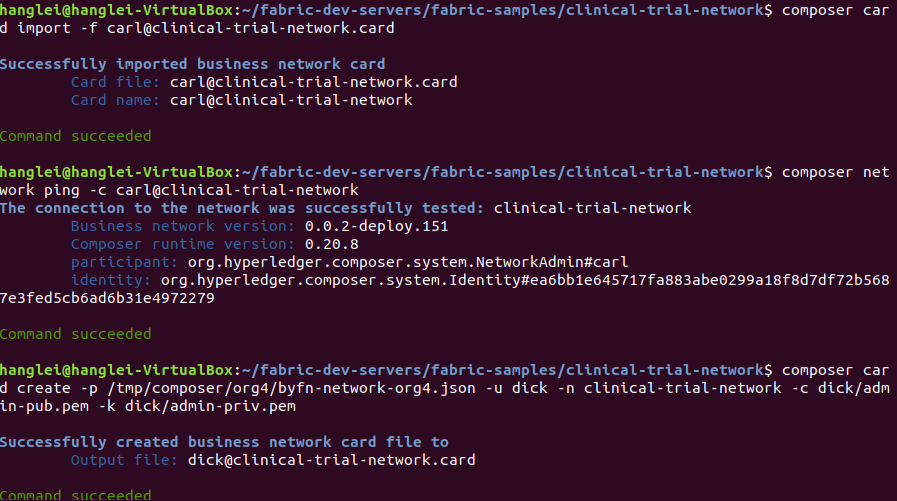 hanglei@hanglei-VirtualBox:~/fabric-dev-servers/fabric-samples/clinical-trial-network$ composer car
d import -f carl@clinical-trial-network.card
Successfully imported business network card
Card file: carl@clinical-trial-network.card
Card name: carl@clinical-trial-network
Command succeeded
hanglei@hanglei-VirtualBox:~/fabric-dev-servers/fabric-samples/clinical-trial-network$ composer net
work ping -c carl@clinical-trial-network
The connection to the network was successfully tested: clinical-trial-network
Business network version: 0.0.2-deploy.151
Composer runtime version: 0.20.8
participant: org.hyperledger.composer.system.NetworkAdmin#carl
identity: org.hyperledger.composer.system.Identity#ea6bb1e645717fa883abe0299a18f8d7df72b568
7e3fed5cb6ad6b31e4972279
Command succeeded
hanglei@hanglei-VirtualBox:~/fabric-dev-servers/fabric-samples/clinical-trial-network$ composer car
d create -p /tmp/composer/org4/byfn-network-org4.json -u dick -n clinical-trial-network -c dick/adm
in-pub.pem -k dick/admin-priv.pem
Successfully created business network card file to
Output file: dick@clinical-trial-network.card
Command succeeded